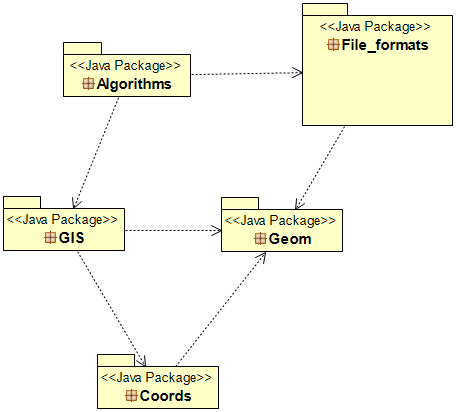 <<Java Package>>
File_formats
<<Java Package>>
Algorithms
<<Java Package>>
GIS
<<Java Package>>
Geom
<<Java Package>>
Coords